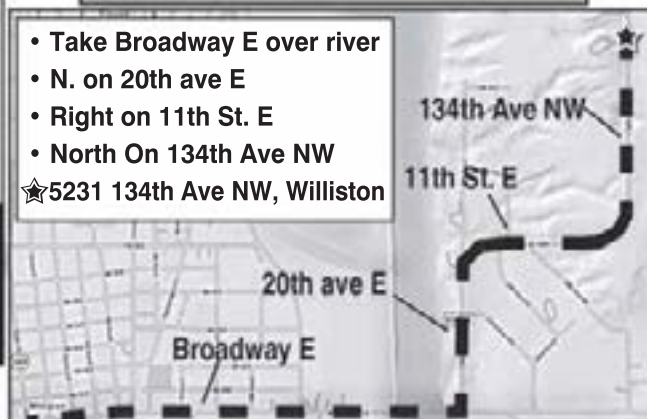 • Take Broadway E over river
• N. on 20th ave E
• Right on 11th St. E
• North On 134th Ave NW
☆5231 134th Ave NW, Williston
134th Ave NW
11th St. E
20th ave E
Broadway E